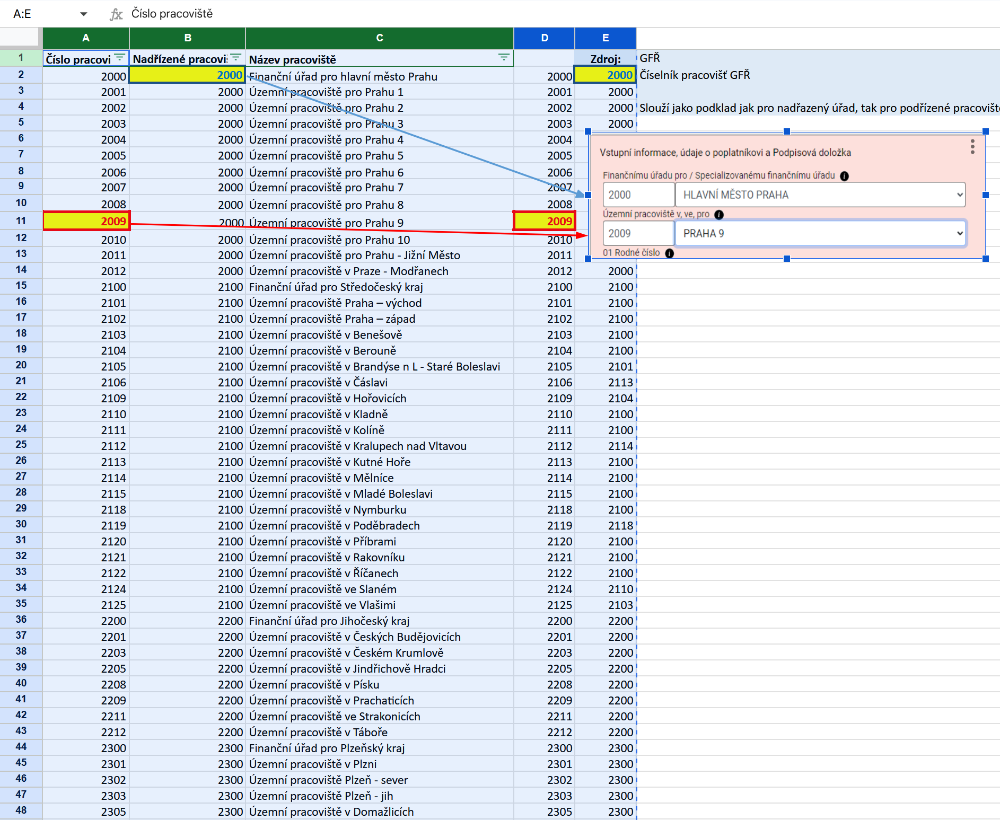 A:E fx Číslo pracoviště
A B C D E
1 Číslo pracovi Nadřízené pracoviš Název pracoviště Zdroj: GFŘ
2 2000 2000 Finanční úřad pro hlavní město Prahu 2000 2000 Číselník pracovišť GFŘ
3 2001 2000 Územní pracoviště pro Prahu 1 2001 2000
4 2002 2000 Územní pracoviště pro Prahu 2 2002 2000 Slouží jako podklad jak pro nadřazený úřad, tak pro podřízené pracoviště
5 2003 2000 Územní pracoviště pro Prahu 3 2003 2000
6 2004 2000 Územní pracoviště pro Prahu 4 2004
7 2005 2000 Územní pracoviště pro Prahu 5 2005
8 2006 2000 Územní pracoviště pro Prahu 6 2006
9 2007 2000 Územní pracoviště pro Prahu 7 2007
10 2008 2000 Územní pracoviště pro Prahu 8 2008
11 2009 2000 Územní pracoviště pro Prahu 9 2009
12 2010 2000 Územní pracoviště pro Prahu 10 2010
13 2011 2000 Územní pracoviště pro Prahu - Jižní Město 2011
Vstupní informace, údaje o poplatníkovi a Podpisová doložka
Finančnímu úřadu pro / Specializovanému finančnímu úřadu i
2000 HLAVNÍ MĚSTO PRAHA
Územní pracoviště v, ve, pro i
2009 PRAHA 9
01 Rodné číslo i
14 2012 2000 Územní pracoviště v Praze - Modřanech 2012 2000
15 2100 2100 Finanční úřad pro Středočeský kraj 2100 2100
16 2101 2100 Územní pracoviště Praha – východ 2101 2100
17 2102 2100 Územní pracoviště Praha – západ 2102 2100
18 2103 2100 Územní pracoviště v Benešově 2103 2100
19 2104 2100 Územní pracoviště v Berouně 2104 2100
20 2105 2100 Územní pracoviště v Brandýse n L - Staré Boleslavi 2105 2101
21 2106 2100 Územní pracoviště v Čáslavi 2106 2113
22 2109 2100 Územní pracoviště v Hořovicích 2109 2104
23 2110 2100 Územní pracoviště v Kladně 2110 2100
24 2111 2100 Územní pracoviště v Kolíně 2111 2100
25 2112 2100 Územní pracoviště v Kralupech nad Vltavou 2112 2114
26 2113 2100 Územní pracoviště v Kutné Hoře 2113 2100
27 2114 2100 Územní pracoviště v Mělníce 2114 2100
28 2115 2100 Územní pracoviště v Mladé Boleslavi 2115 2100
29 2118 2100 Územní pracoviště v Nymburku 2118 2100
30 2119 2100 Územní pracoviště v Poděbradech 2119 2118
31 2120 2100 Územní pracoviště v Příbrami 2120 2100
32 2121 2100 Územní pracoviště v Rakovníku 2121 2100
33 2122 2100 Územní pracoviště v Říčanech 2122 2100
34 2124 2100 Územní pracoviště ve Slaném 2124 2110
35 2125 2100 Územní pracoviště ve Vlašimi 2125 2103
36 2200 2200 Finanční úřad pro Jihočeský kraj 2200 2200
37 2201 2200 Územní pracoviště v Českých Budějovicích 2201 2200
38 2203 2200 Územní pracoviště v Českém Krumlově 2203 2200
39 2205 2200 Územní pracoviště v Jindřichově Hradci 2205 2200
40 2208 2200 Územní pracoviště v Písku 2208 2200
41 2209 2200 Územní pracoviště v Prachaticích 2209 2200
42 2211 2200 Územní pracoviště ve Strakonicích 2211 2200
43 2212 2200 Územní pracoviště v Táboře 2212 2200
44 2300 2300 Finanční úřad pro Plzeňský kraj 2300 2300
45 2301 2300 Územní pracoviště v Plzni 2301 2300
46 2302 2300 Územní pracoviště Plzeň - sever 2302 2300
47 2303 2300 Územní pracoviště Plzeň - jih 2303 2300
48 2305 2300 Územní pracoviště v Domažlicích 2305 2300